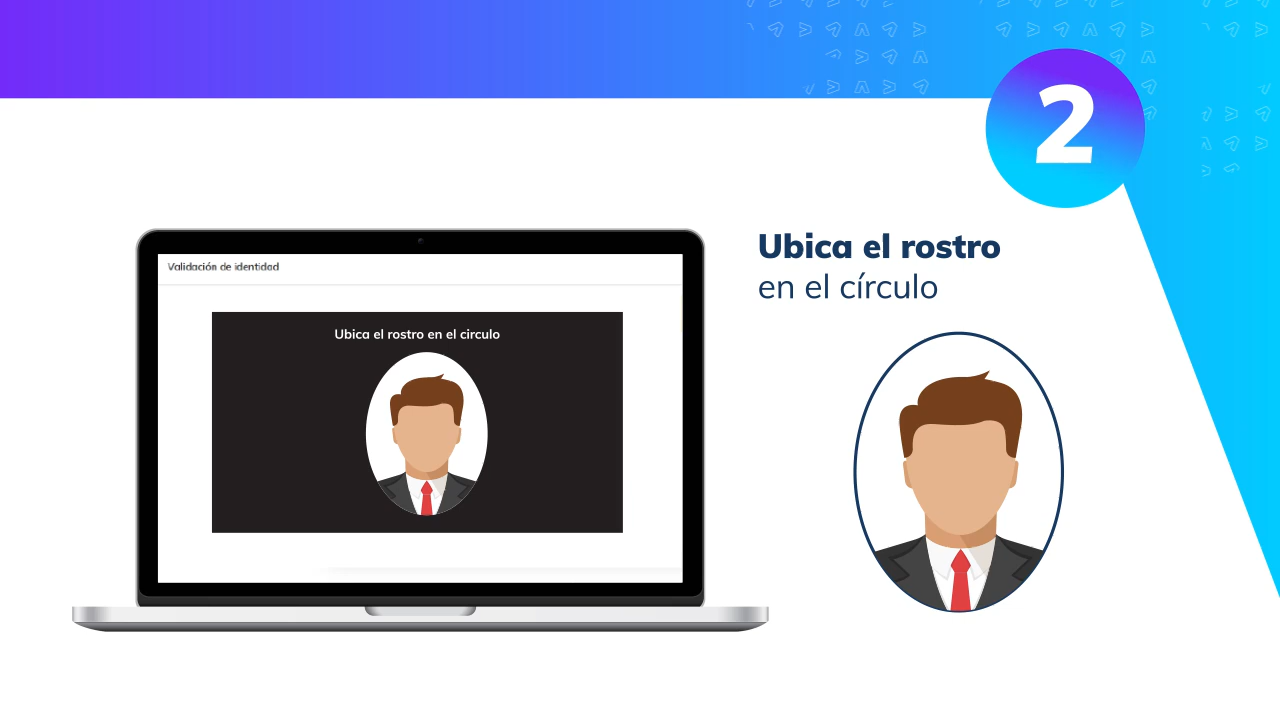 2
Validación de identidad
Ubica el rostro en el circulo
Ubica el rostro
en el círculo